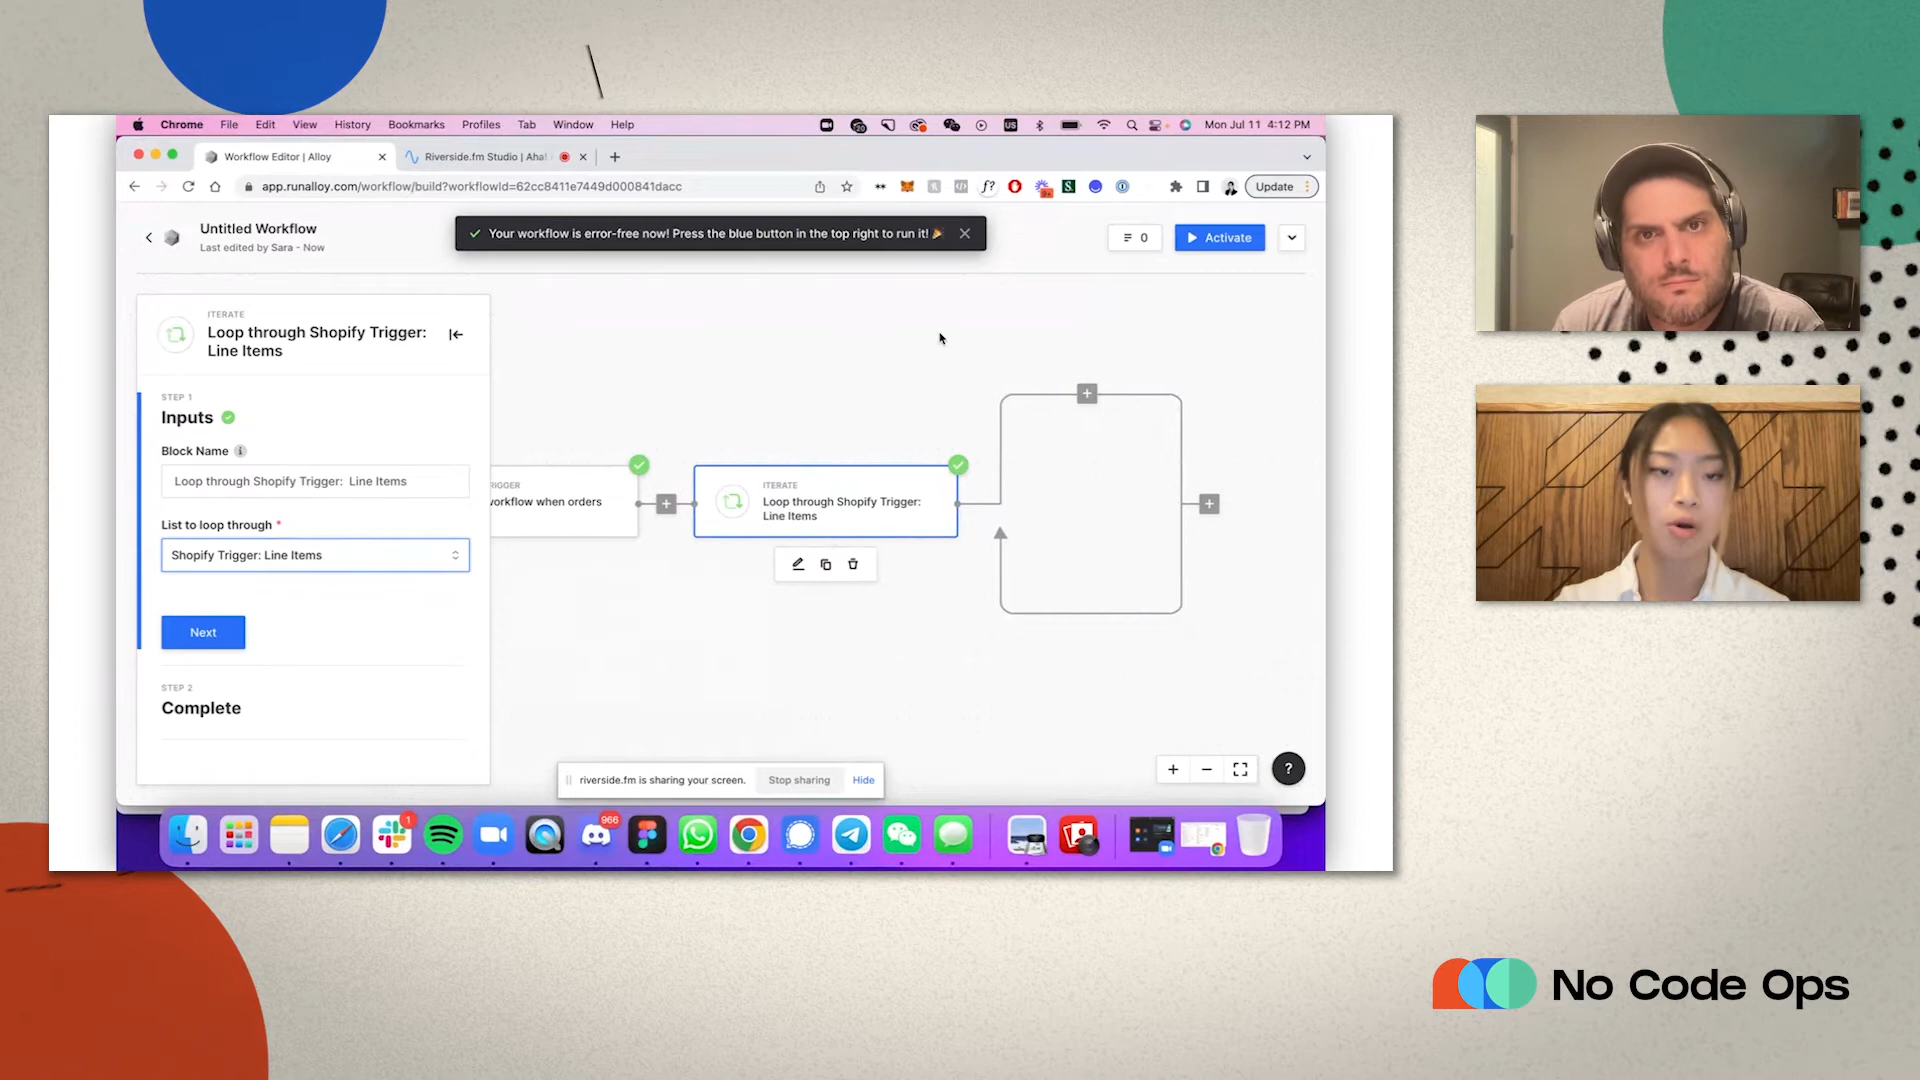 Chrome File Edit View History Bookmarks Profiles Tab Window Help
20
US
Mon Jul 11 4:12 PM
Workflow Editor | Alloy
Riverside.fm Studio | Aha!
app.runalloy.com/workflow/build?workflowId=62cc8411e7449d000841dacc
f?
9+
S
Update
Untitled Workflow
Last edited by Sara - Now
Your workflow is error-free now! Press the blue button in the top right to run it! 🎉
0
Activate
ITERATE
Loop through Shopify Trigger:
Line Items
STEP 1
Inputs
Block Name
Loop through Shopify Trigger: Line Items
List to loop through *
Shopify Trigger: Line Items
Next
STEP 2
Complete
RIGGER
workflow when orders
ITERATE
Loop through Shopify Trigger:
Line Items
riverside.fm is sharing your screen.
Stop sharing
Hide
?
1
966
No Code Ops